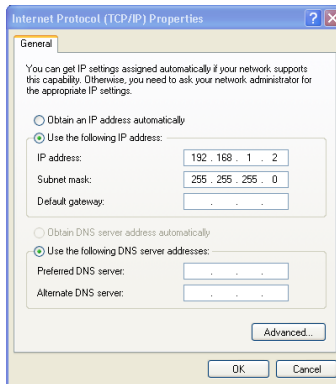 Internet Protocol (TCP/IP) Properties
General
You can get IP settings assigned automatically if your network supports
this capability. Otherwise, you need to ask your network administrator for
the appropriate IP settings.
Obtain an IP address automatically
Use the following IP address:
IP address: 192 . 168 . 1 . 2
Subnet mask: 255 . 255 . 255 . 0
Default gateway: . . .
Obtain DNS server address automatically
Use the following DNS server addresses:
Preferred DNS server: . . .
Alternate DNS server: . . .
Advanced...
OK Cancel